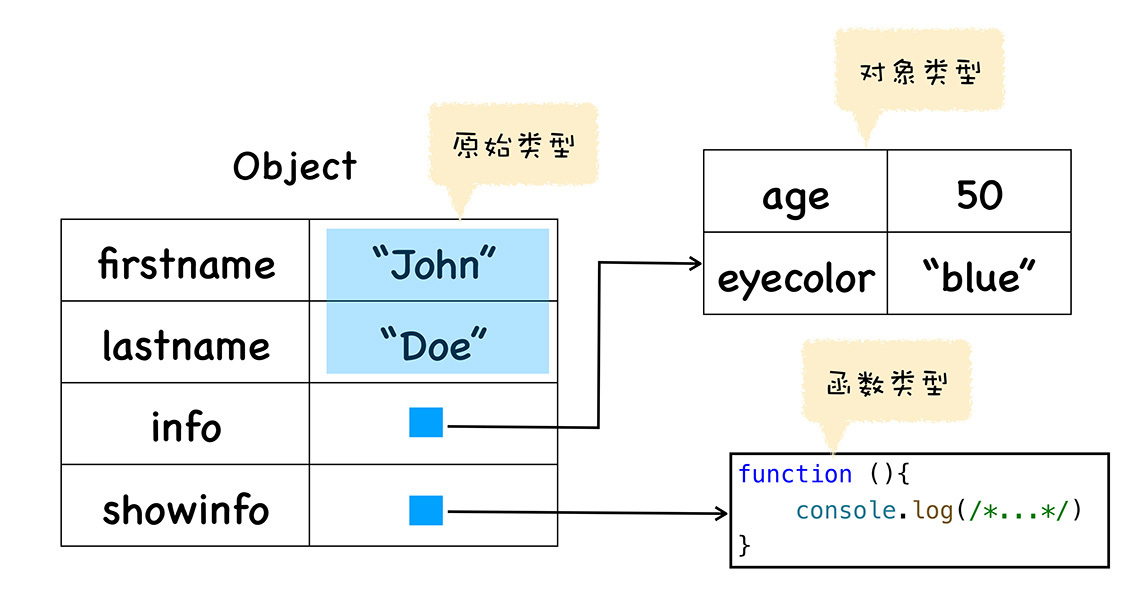 Object
原始类型
firstname
“John”
lastname
“Doe”
info
showinfo
对象类型
age
50
eyecolor
“blue”
函数类型
function (){
    console.log(/*...*/)
}